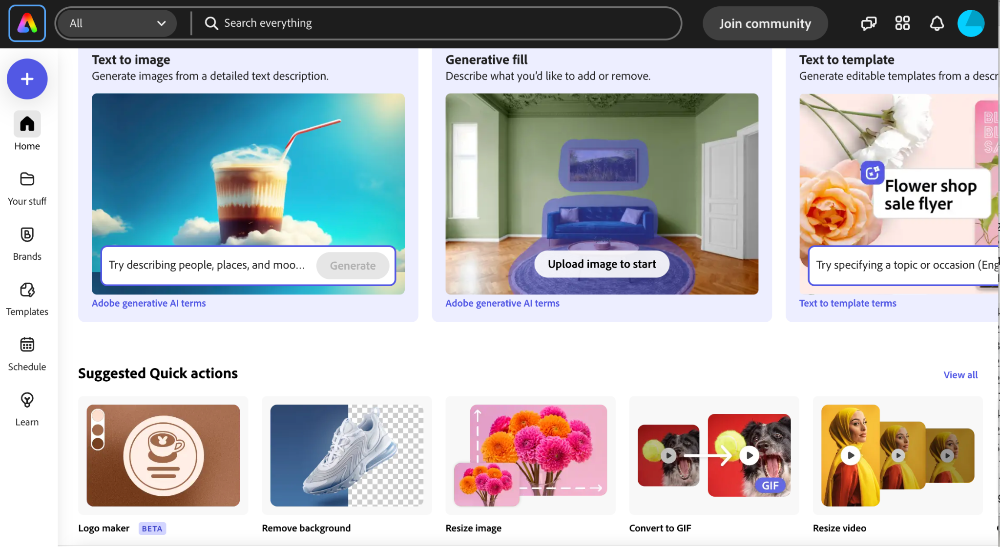 All
Search everything
Join community
Home
Your stuff
Brands
Templates
Schedule
Learn
Text to image
Generate images from a detailed text description.
Try describing people, places, and moo...
Generate
Adobe generative AI terms
Generative fill
Describe what you’d like to add or remove.
Upload image to start
Adobe generative AI terms
Text to template
Generate editable templates from a descr
BL
BL
SA
Flower shop
sale flyer
Try specifying a topic or occasion (Eng
Text to template terms
Suggested Quick actions
View all
GIF
Logo maker BETA
Remove background
Resize image
Convert to GIF
Resize video